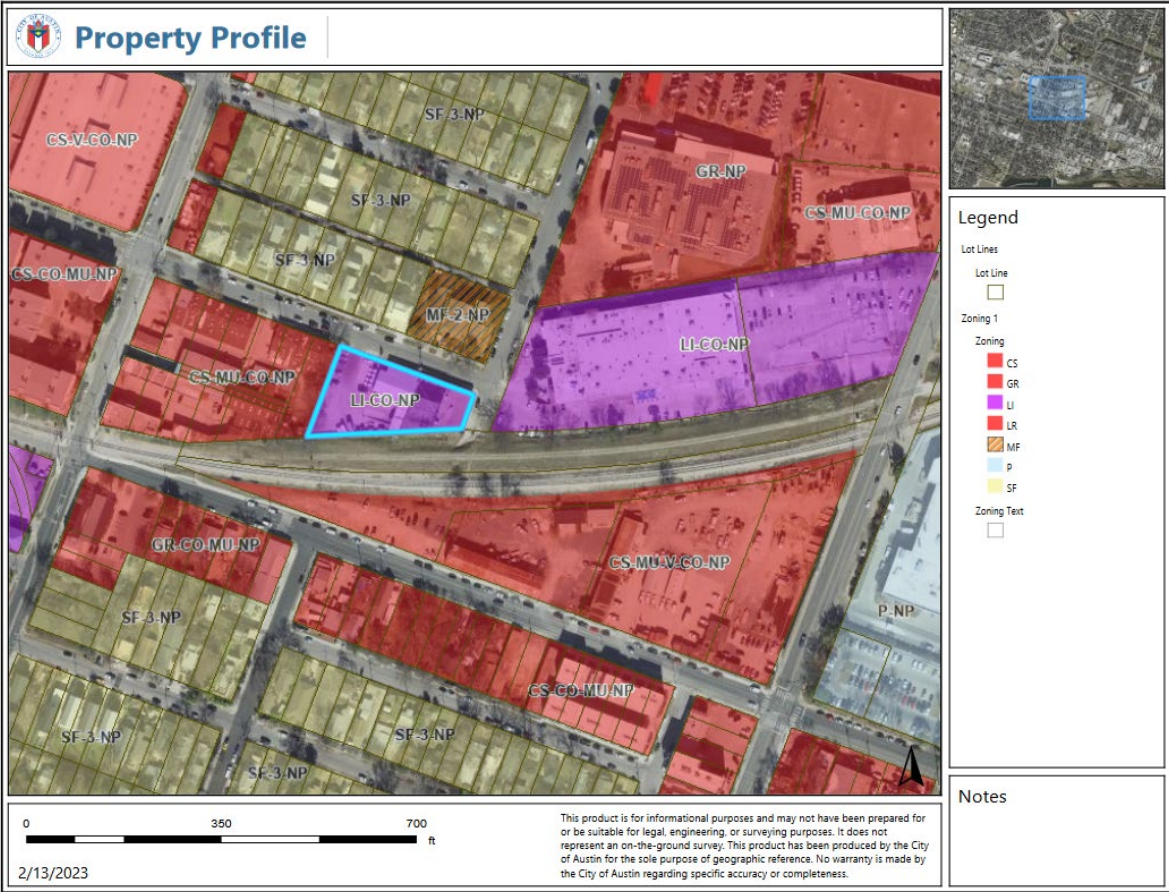 Property Profile
SF-3-NP
CS-V-CO-NP
GR-NP
SF-3-NP
CS-MU-CO-NP
SF-3-NP
CS-CO-MU-NP
MF-2-NP
LI-CO-NP
CS-MU-CO-NP
LI-CO-NP
GR-CO-MU-NP
CS-MU-V-CO-NP
P-NP
SF-3-NP
CS-CO-MU-NP
SF-3-NP
SF-3-NP
SF-3-NP
Legend
Lot Lines
Lot Line
Zoning 1
Zoning
CS
GR
LI
LR
MF
P
SF
Zoning Text
Notes
0 350 700
ft
2/13/2023
This product is for informational purposes and may not have been prepared for
or be suitable for legal, engineering, or surveying purposes. It does not
represent an on-the-ground survey. This product has been produced by the City
of Austin for the sole purpose of geographic reference. No warranty is made by
the City of Austin regarding specific accuracy or completeness.